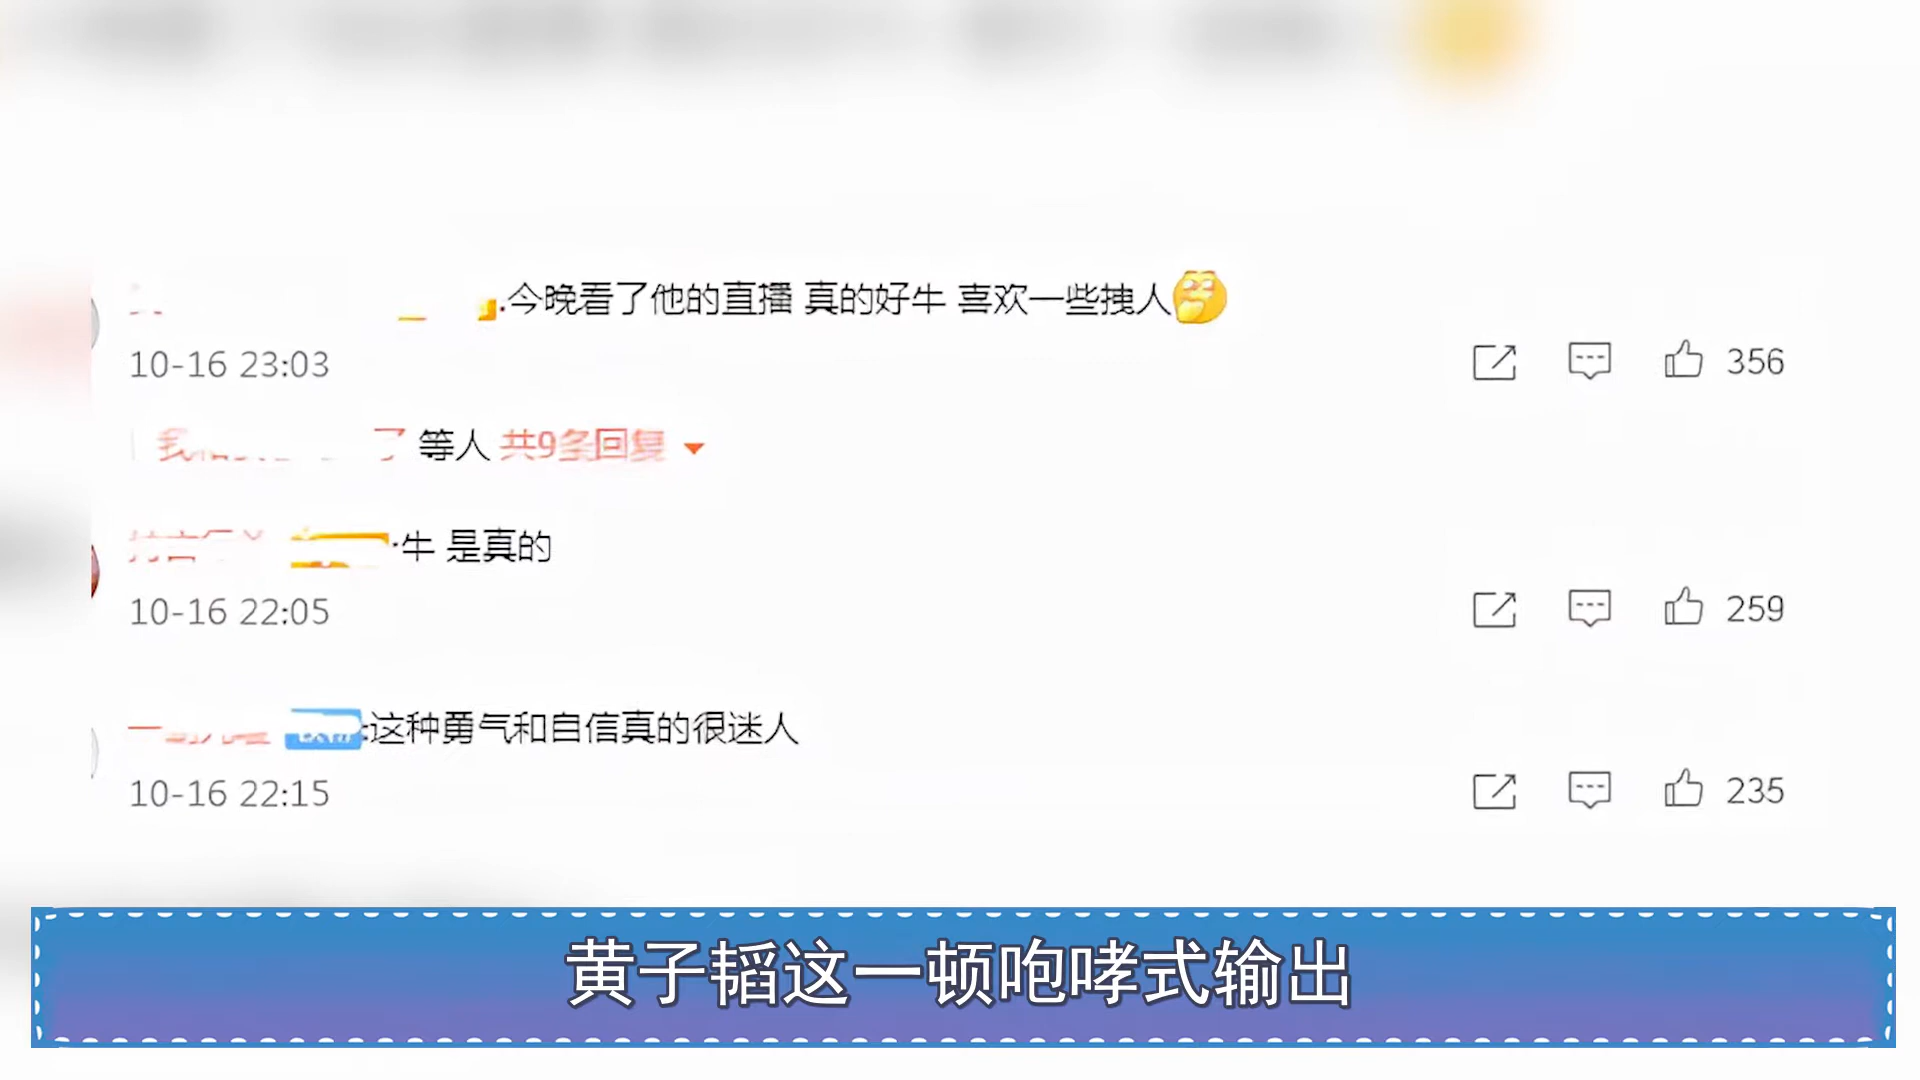 今晚看了他的直播 真的好牛 喜欢一些拽人
10-16 23:03
356
等人 共9条回复
牛 是真的
10-16 22:05
259
:这种勇气和自信真的很迷人
10-16 22:15
235
黄子韬这一顿咆哮式输出